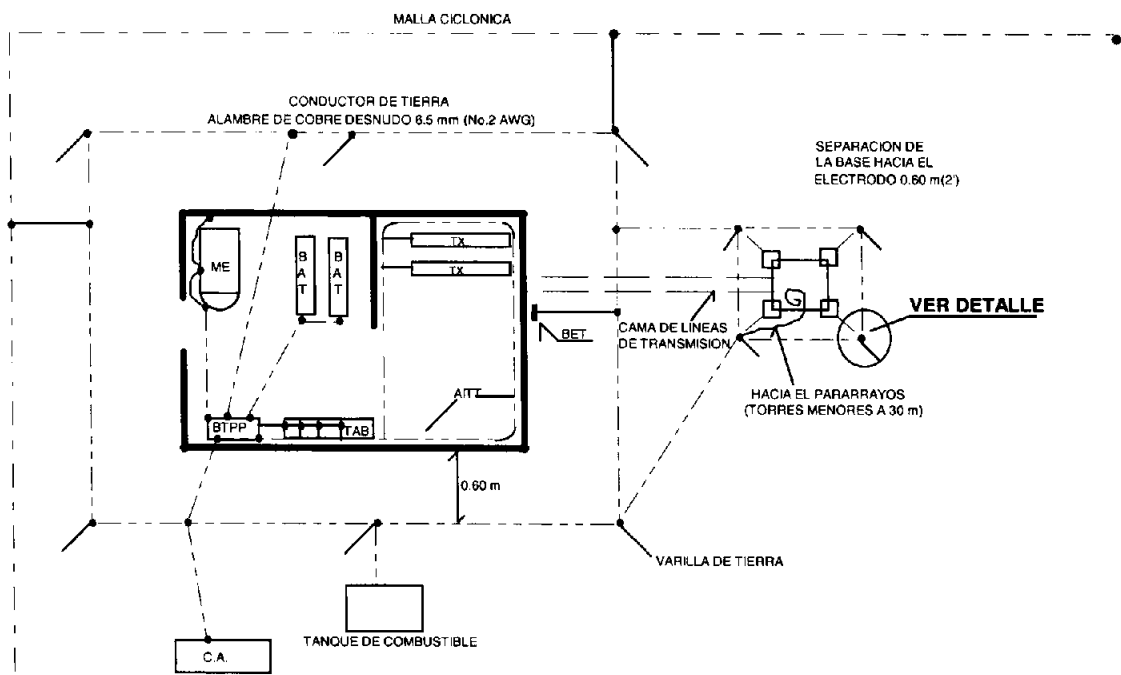 MALLA CICLONICA
CONDUCTOR DE TIERRA
ALAMBRE DE COBRE DESNUDO 6.5 mm (No.2 AWG)
SEPARACION DE
LA BASE HACIA EL
ELECTRODO 0.60 m(2')
ME
BAT
BAT
TX
TX
BET
CAMA DE LINEAS
DE TRANSMISION
VER DETALLE
AITT
HACIA EL PARARRAYOS
(TORRES MENORES A 30 m)
BTPP
TAB
0.60 m
VARILLA DE TIERRA
TANQUE DE COMBUSTIBLE
C.A.